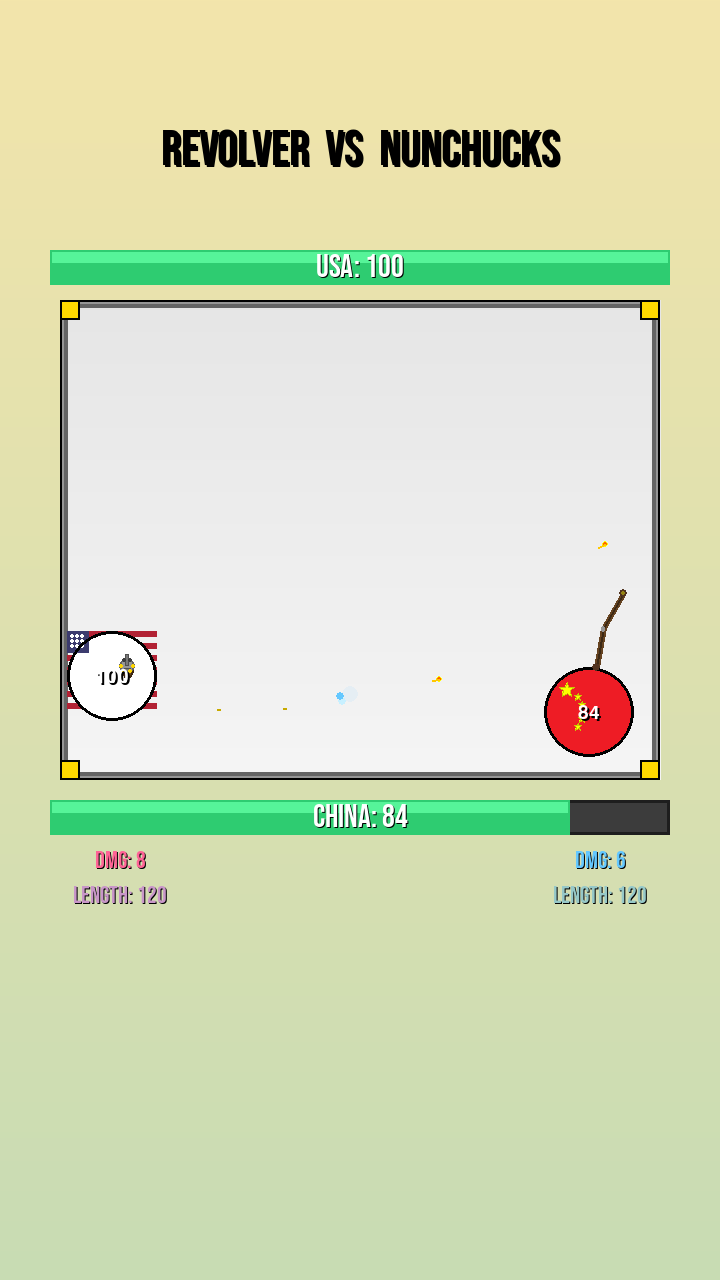 REVOLVER VS NUNCHUCKS
USA: 100
100
84
CHINA: 84
DMG: 8
DMG: 6
LENGTH: 120
LENGTH: 120